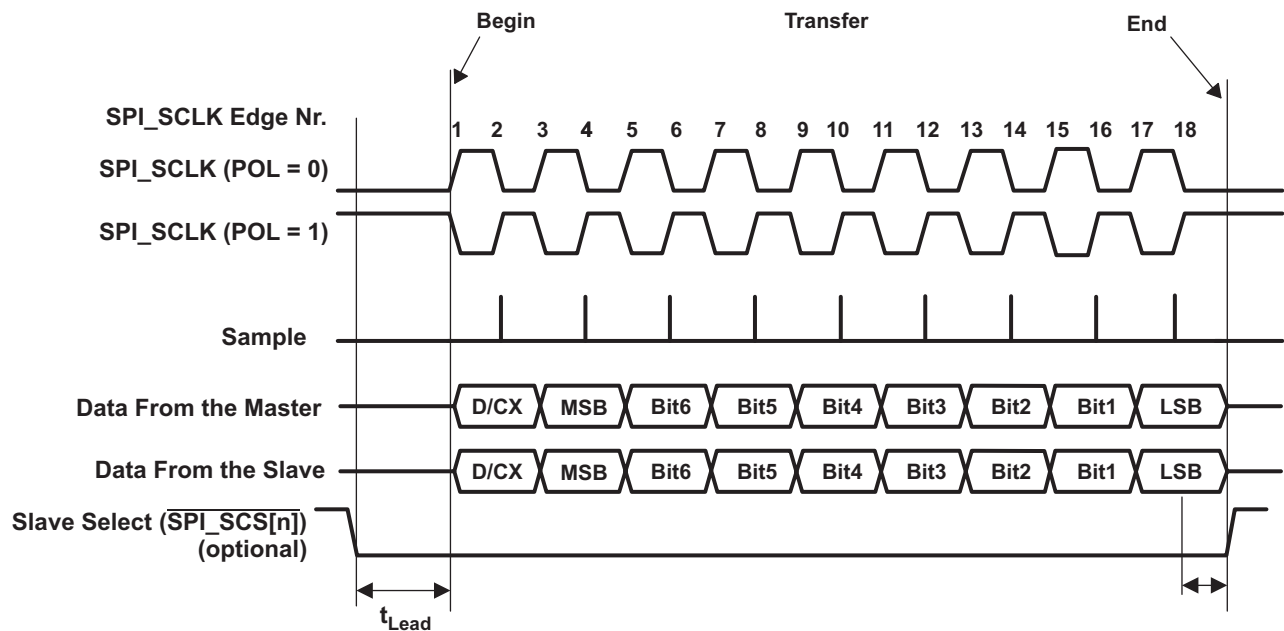 Begin Transfer End
SPI_SCLK Edge Nr.
1 2 3 4 5 6 7 8 9 10 11 12 13 14 15 16 17 18
SPI_SCLK (POL = 0)
SPI_SCLK (POL = 1)
Sample
Data From the Master D/CX MSB Bit6 Bit5 Bit4 Bit3 Bit2 Bit1 LSB
Data From the Slave D/CX MSB Bit6 Bit5 Bit4 Bit3 Bit2 Bit1 LSB
Slave Select (SPI_SCS[n])
(optional)
tLead